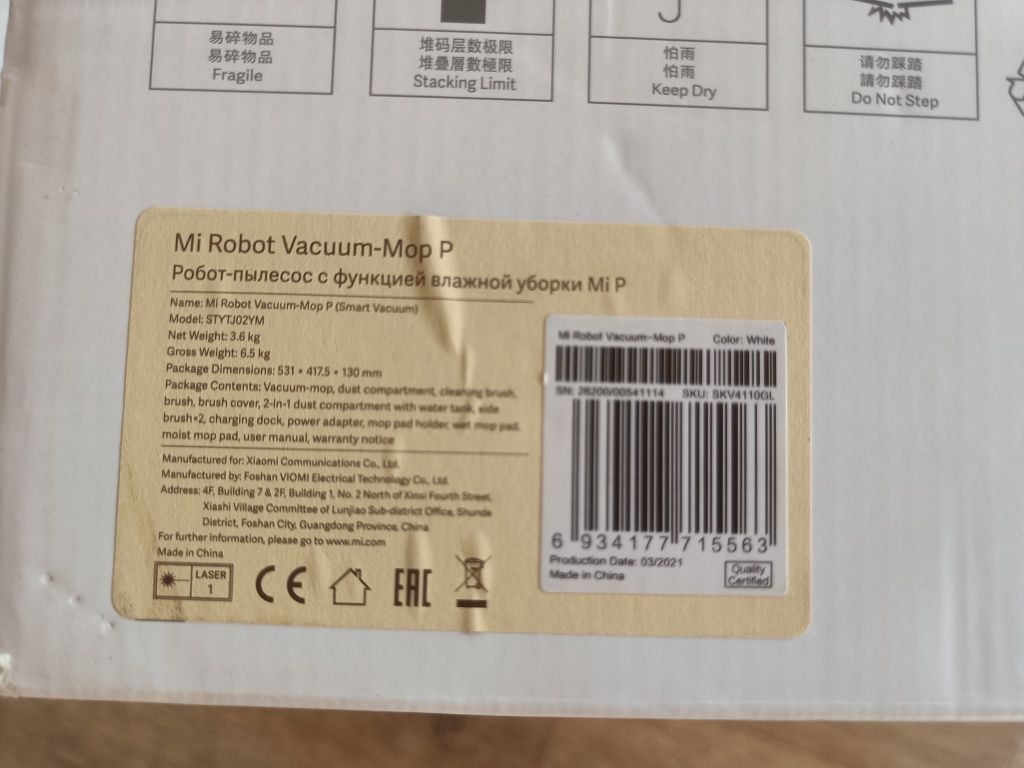 易碎物品
易碎物品
Fragile
堆码层数极限
堆疊層數極限
Stacking Limit
怕雨
怕雨
Keep Dry
请勿踩踏
請勿踩踏
Do Not Step
Mi Robot Vacuum-Mop P
Робот-пылесос с функцией влажной уборки Mi P
Name: Mi Robot Vacuum-Mop P (Smart Vacuum)
Model: STYTJ02YM
Net Weight: 3.6 kg
Gross Weight: 6.5 kg
Package Dimensions: 531 × 417.5 × 130 mm
Package Contents: Vacuum-mop, dust compartment, cleaning brush,
brush, brush cover, 2-in-1 dust compartment with water tank, side
brush×2, charging dock, power adapter, mop pad holder, wet mop pad,
moist mop pad, user manual, warranty notice
Manufactured for: Xiaomi Communications Co., Ltd.
Manufactured by: Foshan VIOMI Electrical Technology Co., Ltd.
Address: 4F, Building 7 & 2F, Building 1, No. 2 North of Xinxi Fourth Street,
Xiashi Village Committee of Lunjiao Sub-district Office, Shunde
District, Foshan City, Guangdong Province, China
For further information, please go to www.mi.com
Made in China
LASER
1
CE
EAC
Mi Robot Vacuum-Mop P Color: White
SN: 26200/00541114 SKU: SKV4110GL
6 934177 715563
Production Date: 03/2021
Made in China
Quality
Certified